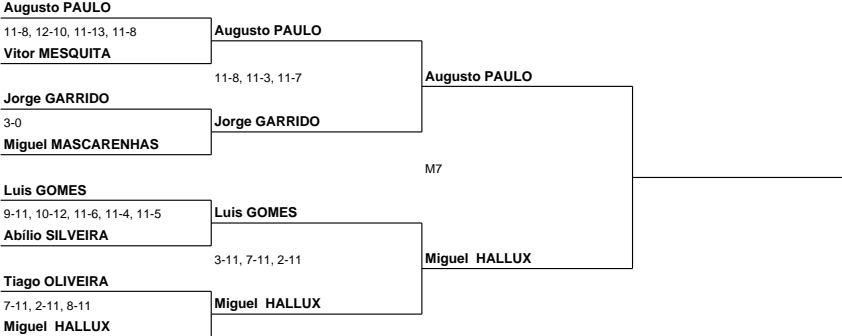 Augusto PAULO
11-8, 12-10, 11-13, 11-8
Vitor MESQUITA
Jorge GARRIDO
3-0
Miguel MASCARENHAS
Luis GOMES
9-11, 10-12, 11-6, 11-4, 11-5
Abílio SILVEIRA
Tiago OLIVEIRA
7-11, 2-11, 8-11
Miguel HALLUX
Augusto PAULO
11-8, 11-3, 11-7
Jorge GARRIDO
Luis GOMES
3-11, 7-11, 2-11
Miguel HALLUX
Augusto PAULO
M7
Miguel HALLUX